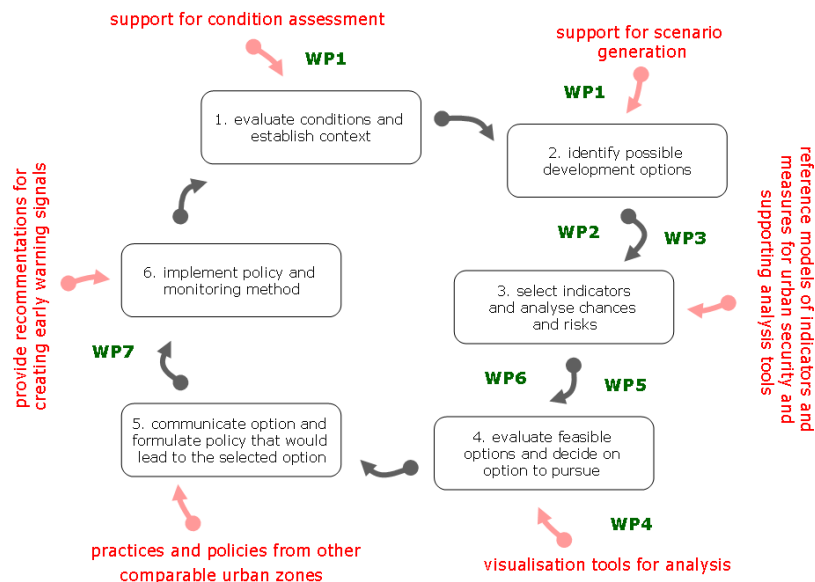 support for condition assessment
WP1
support for scenario
generation
WP1
1. evaluate conditions and
establish context
2. identify possible
development options
reference models of indicators and
measures for urban security and
supporting analysis tools
WP2
WP3
provide recommendations for
creating early warning signals
6. implement policy and
monitoring method
3. select indicators
and analyse chances
and risks
WP7
WP6
WP5
5. communicate option and
formulate policy that would
lead to the selected option
4. evaluate feasible
options and decide on
option to pursue
WP4
practices and policies from other
comparable urban zones
visualisation tools for analysis